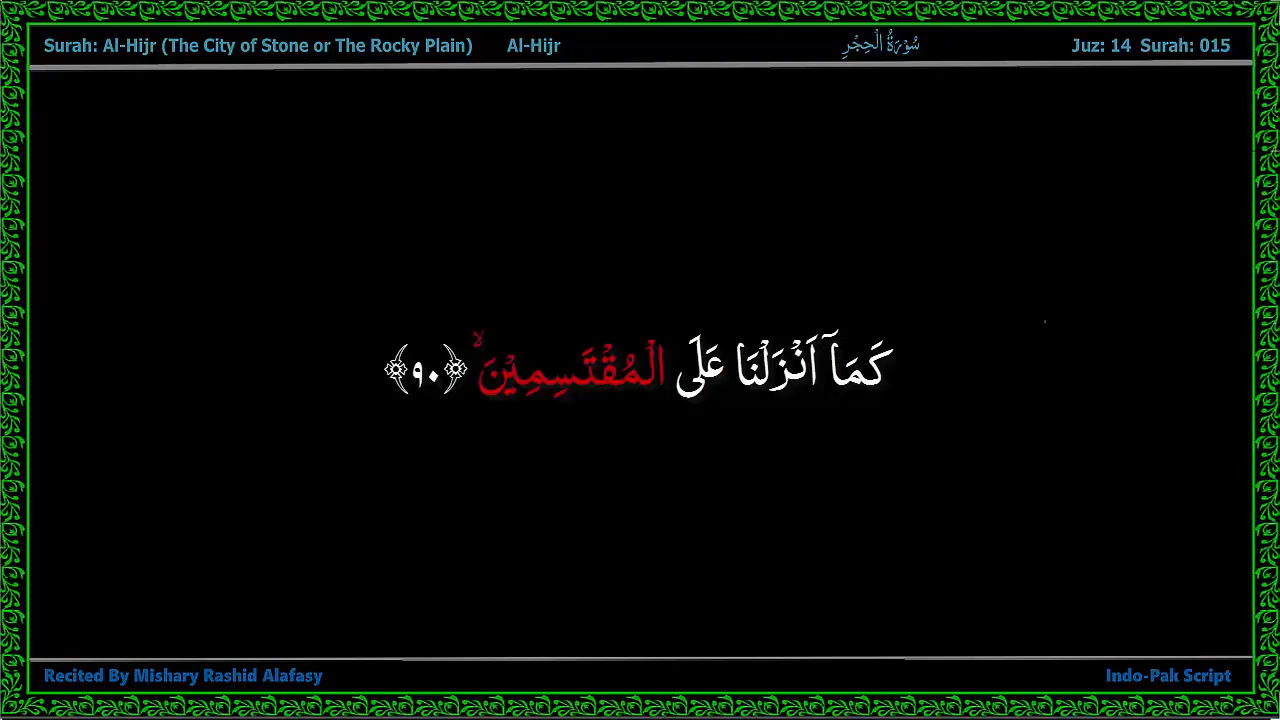 Surah: Al-Hijr (The City of Stone or The Rocky Plain) Al-Hijr سُوْرَةُ الْحِجْرِ Juz: 14 Surah: 015
كَمَاۤ اَنْزَلْنَا عَلَى الْمُقْتَسِمِيْنَ ۙ ﴿۹۰﴾
Recited By Mishary Rashid Alafasy Indo-Pak Script